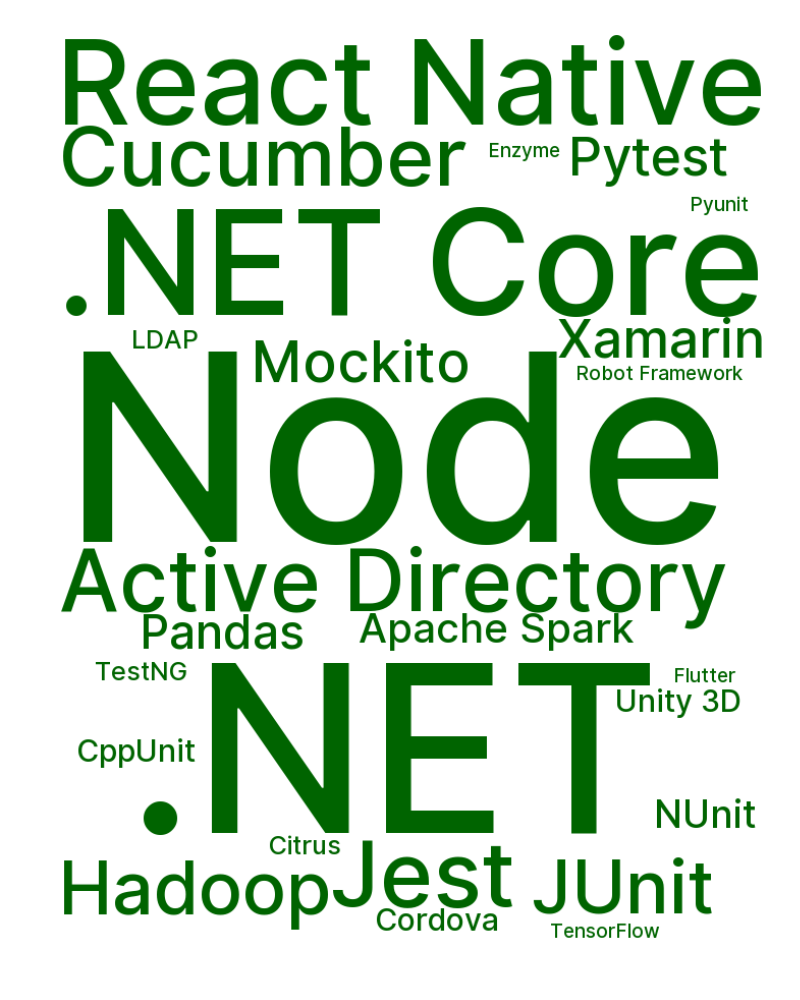 React Native
Cucumber
Enzyme
Pytest
Pyunit
.NET Core
LDAP
Mockito
Xamarin
Robot Framework
Node
Active Directory
Pandas
Apache Spark
TestNG
Flutter
Unity 3D
.NET
CppUnit
NUnit
Citrus
Hadoop
Jest
JUnit
Cordova
TensorFlow